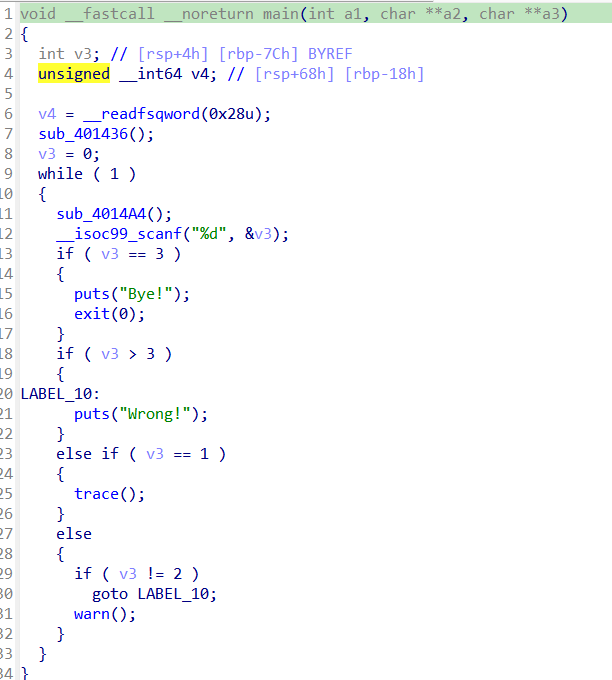 1 void __fastcall __noreturn main(int a1, char **a2, char **a3)
2 {
3 int v3; // [rsp+4h] [rbp-7Ch] BYREF
4 unsigned __int64 v4; // [rsp+68h] [rbp-18h]
5
6 v4 = __readfsqword(0x28u);
7 sub_401436();
8 v3 = 0;
9 while ( 1 )
10 {
11 sub_4014A4();
12 __isoc99_scanf("%d", &v3);
13 if ( v3 == 3 )
14 {
15 puts("Bye!");
16 exit(0);
17 }
18 if ( v3 > 3 )
19 {
20 LABEL_10:
21 puts("Wrong!");
22 }
23 else if ( v3 == 1 )
24 {
25 trace();
26 }
27 else
28 {
29 if ( v3 != 2 )
30 goto LABEL_10;
31 warn();
32 }
33 }
34 }